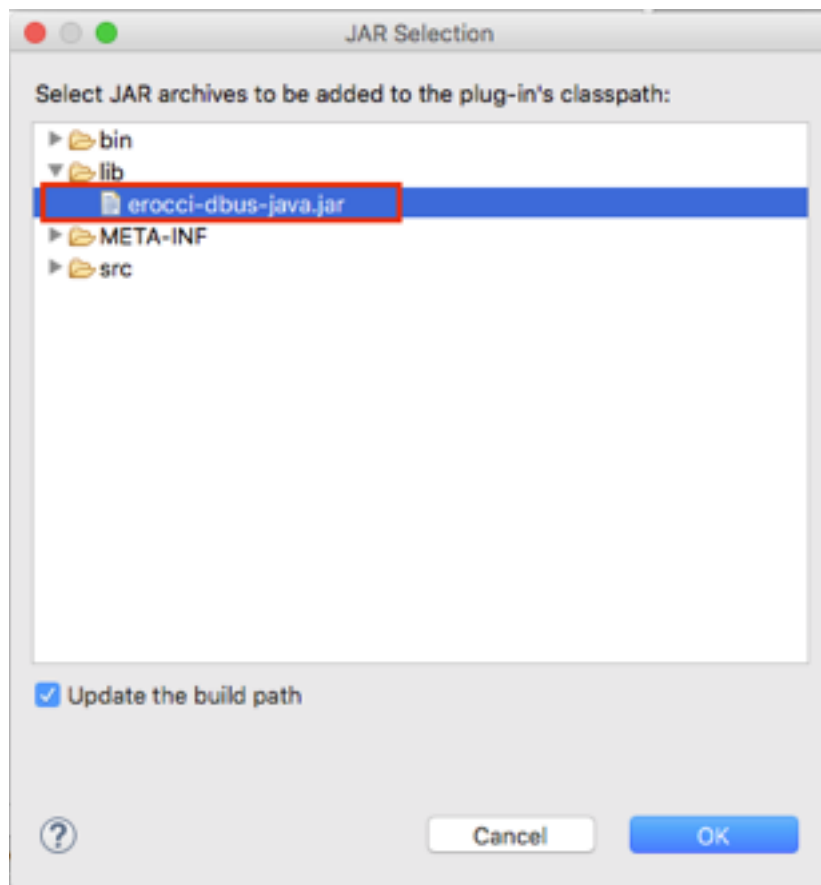 JAR Selection
Select JAR archives to be added to the plug-in's classpath:
bin
lib
erocci-dbus-java.jar
META-INF
src
Update the build path
?
Cancel
OK